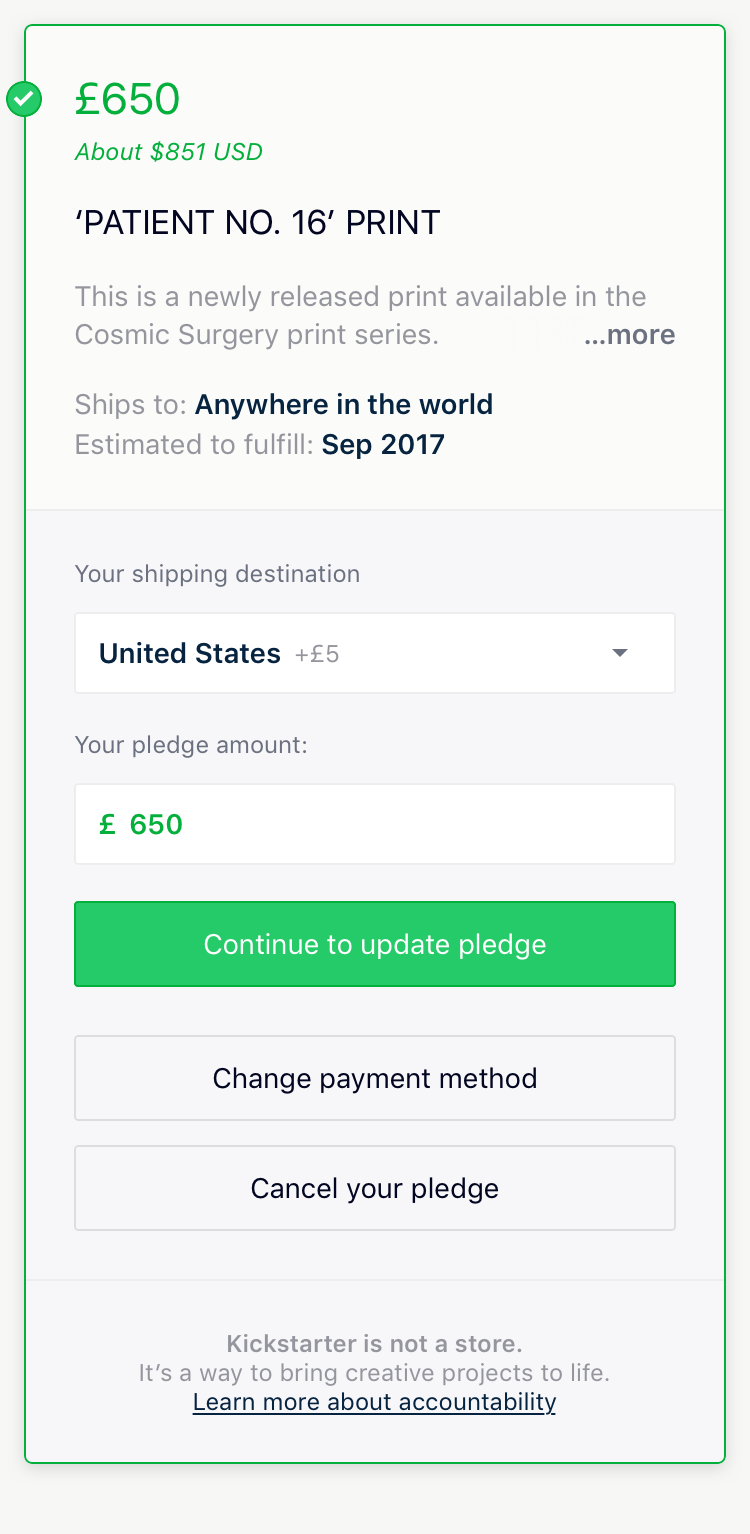 £650
About $851 USD
‘PATIENT NO. 16’ PRINT
This is a newly released print available in the
Cosmic Surgery print series. ...more
Ships to: Anywhere in the world
Estimated to fulfill: Sep 2017
Your shipping destination
United States +£5
Your pledge amount:
£ 650
Continue to update pledge
Change payment method
Cancel your pledge
Kickstarter is not a store.
It’s a way to bring creative projects to life.
Learn more about accountability